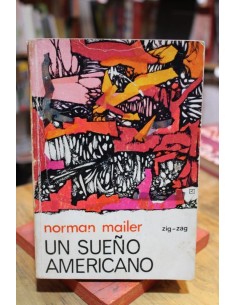 norman mailer
zig-zag
UN SUEÑO
AMERICANO